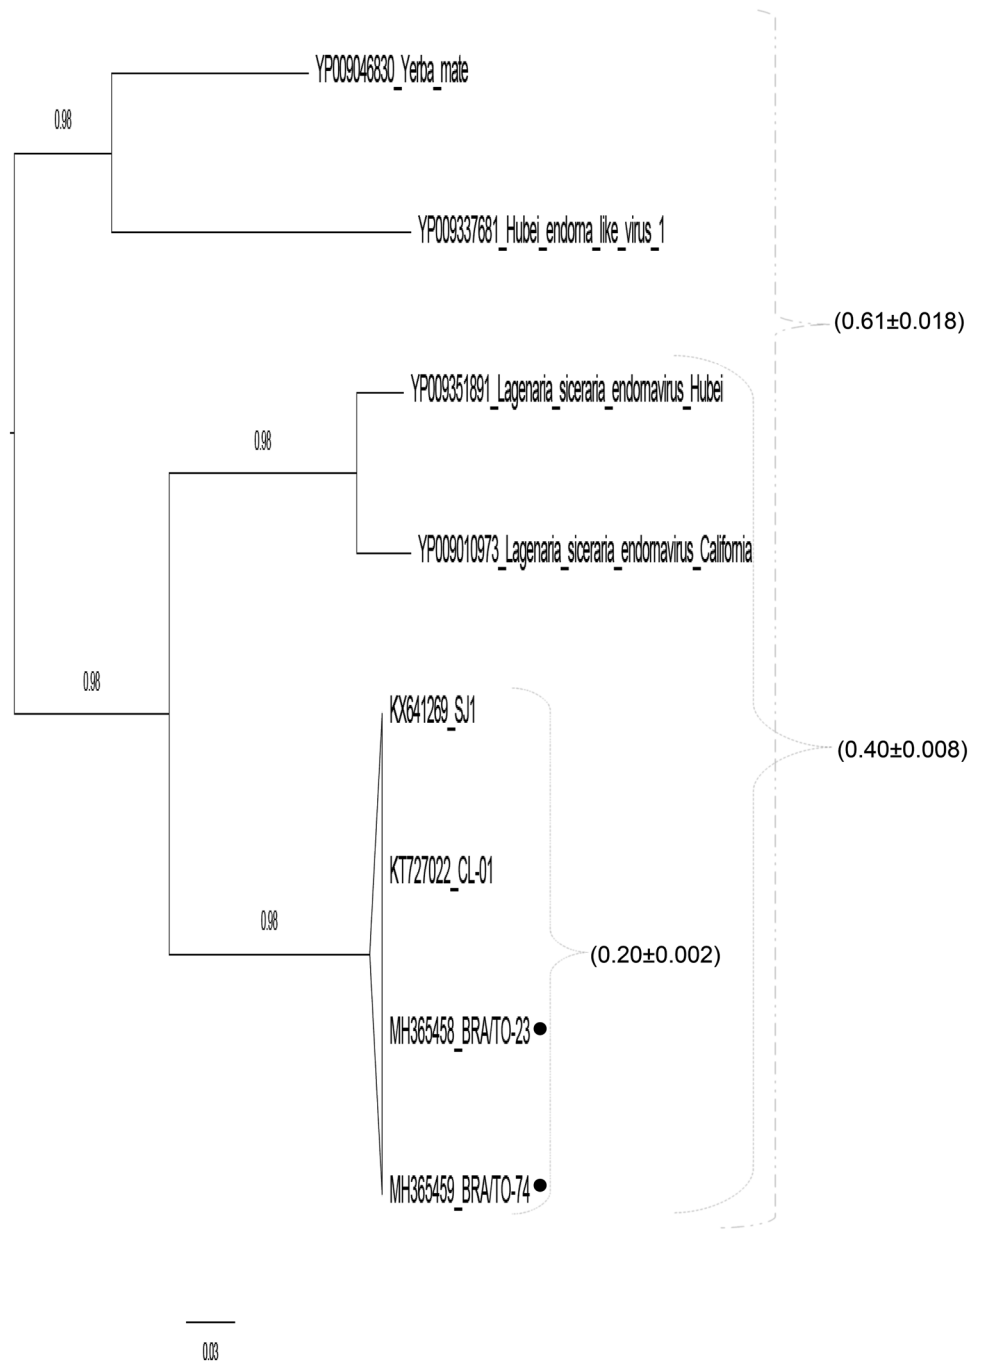 YP009046830_Yerba_mate
0.98
YP009337681_Hubei_endorna_like_virus_1
(0.61±0.018)
YP009351891_Lagenaria_siceraria_endornavirus_Hubei
0.98
YP009010973_Lagenaria_siceraria_endornavirus_California
0.98
KX641269_SJ1
(0.40±0.008)
KT727022_CL-01
0.98
(0.20±0.002)
MH365458_BRA/TO-23
MH365459_BRA/TO-74
0.03